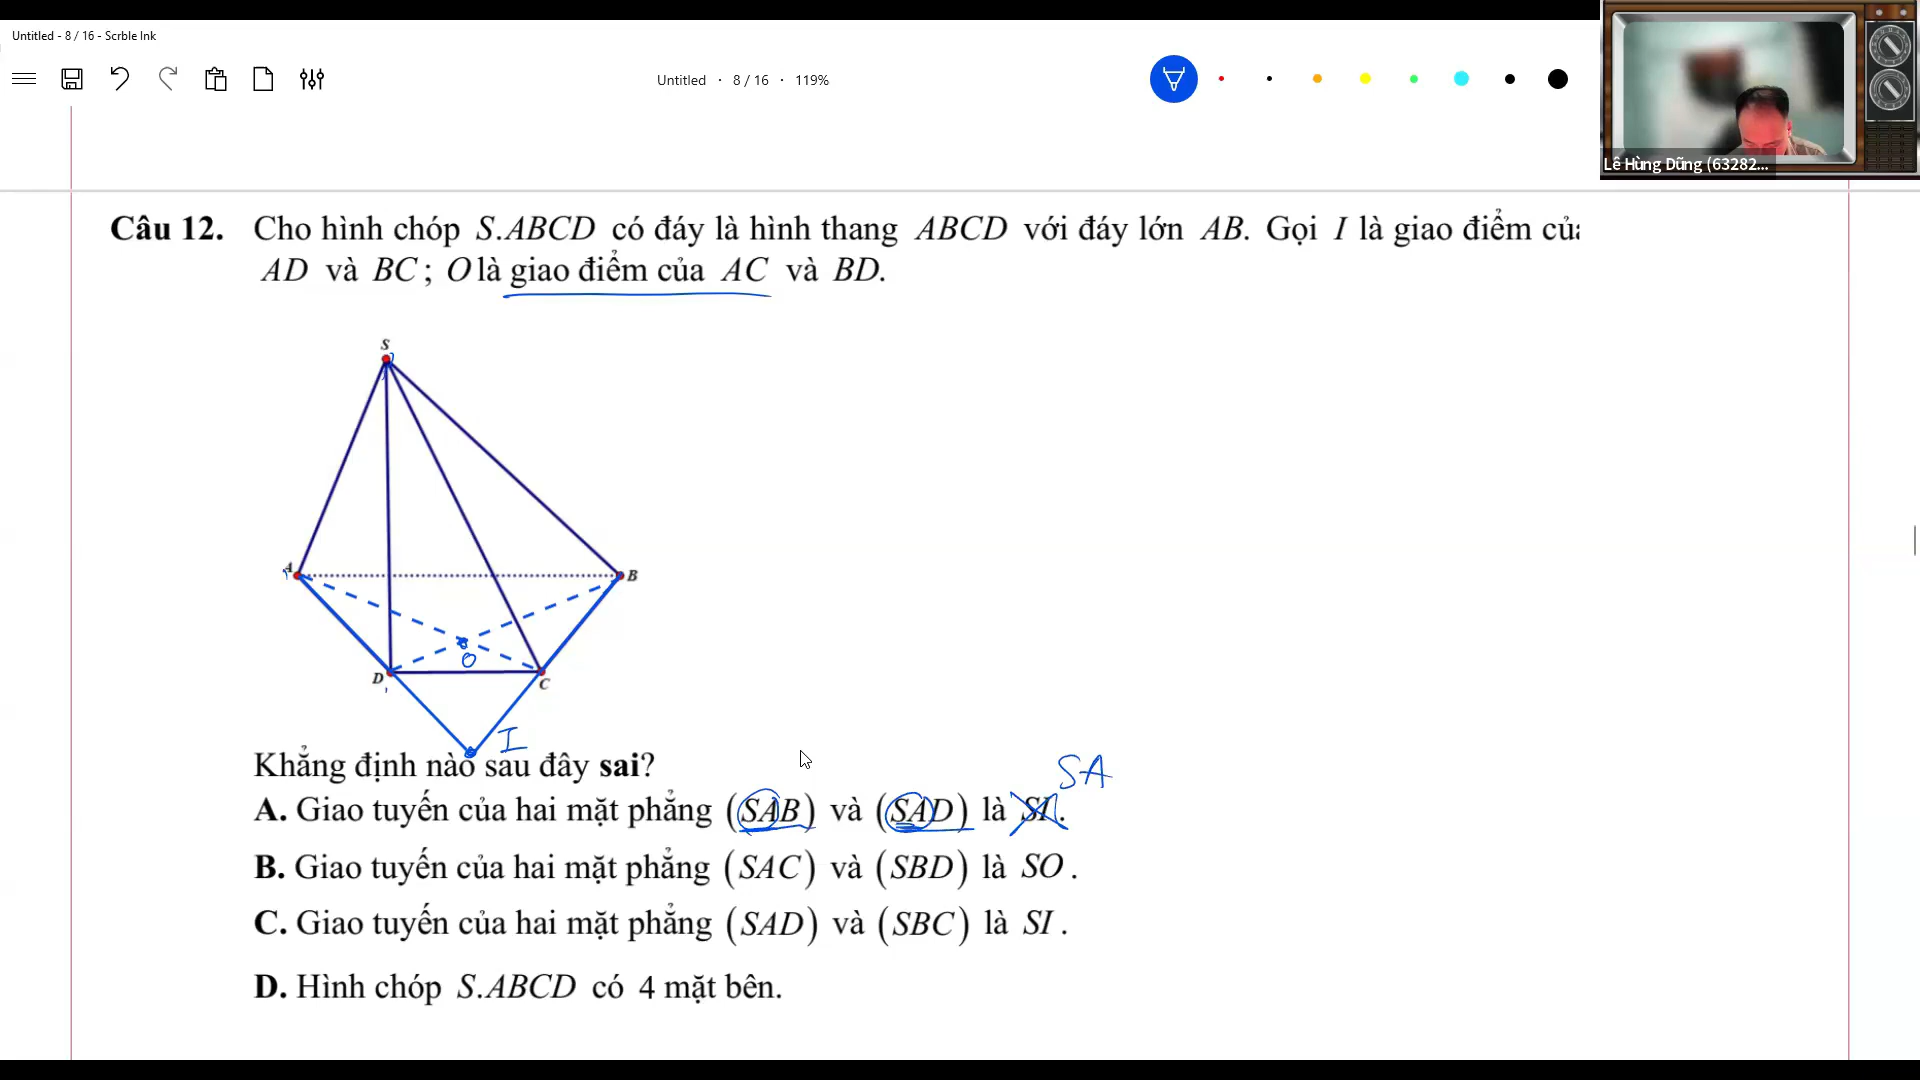 Untitled - 8 / 16 - Scrble Ink
Untitled · 8 / 16 · 119%
Lê Hùng Dũng (63282...
Câu 12. Cho hình chóp S.ABCD có đáy là hình thang ABCD với đáy lớn AB. Gọi I là giao điểm củ
AD và BC ; O là giao điểm của AC và BD.
S
A
B
O
D
C
I
Khẳng định nào sau đây sai?
SA
A. Giao tuyến của hai mặt phẳng (SAB) và (SAD) là SI.
B. Giao tuyến của hai mặt phẳng (SAC) và (SBD) là SO.
C. Giao tuyến của hai mặt phẳng (SAD) và (SBC) là SI.
D. Hình chóp S.ABCD có 4 mặt bên.